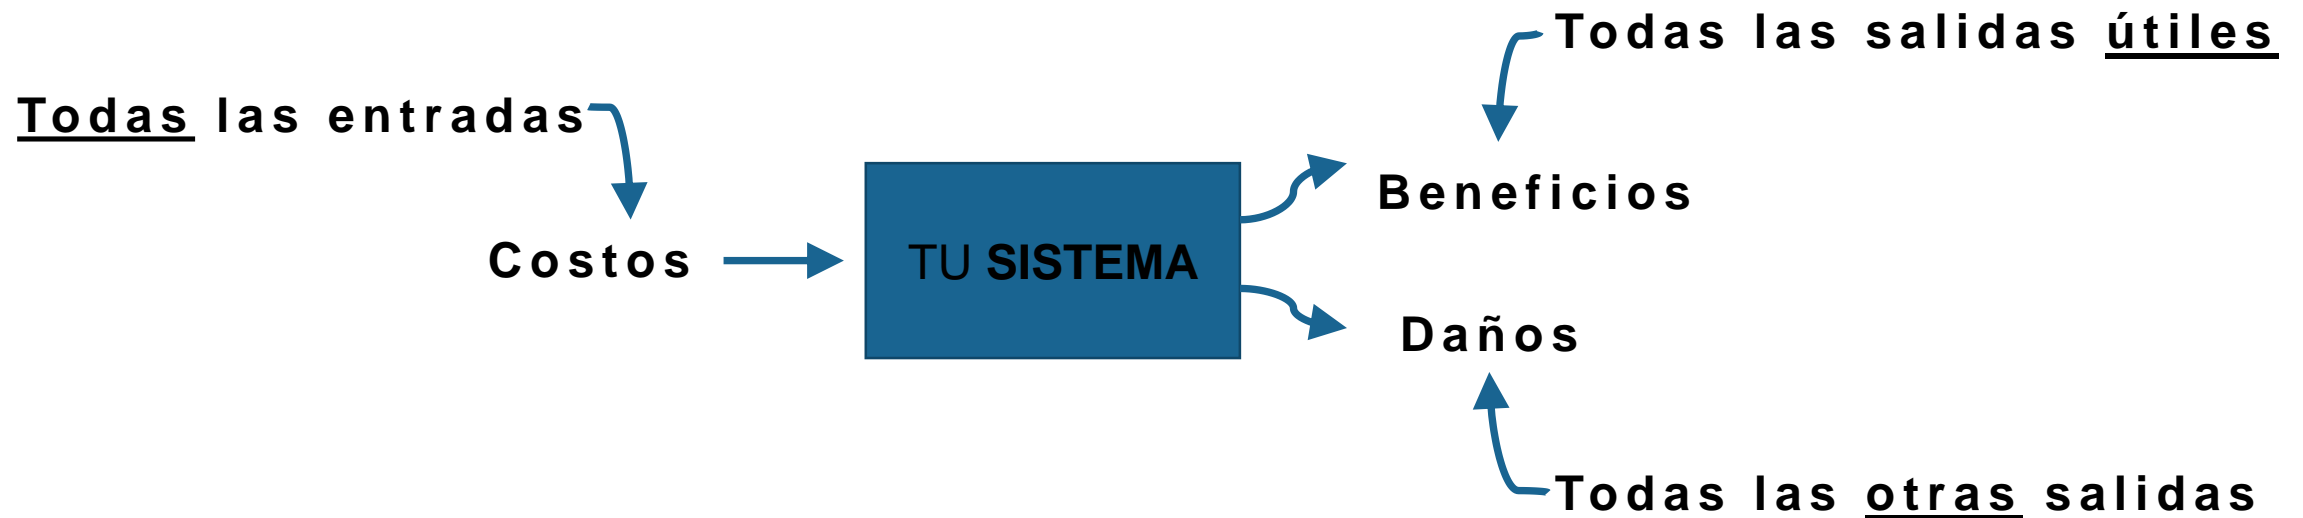 Todas las salidas útiles
Todas las entradas
Beneficios
Costos
TU SISTEMA
Daños
Todas las otras salidas